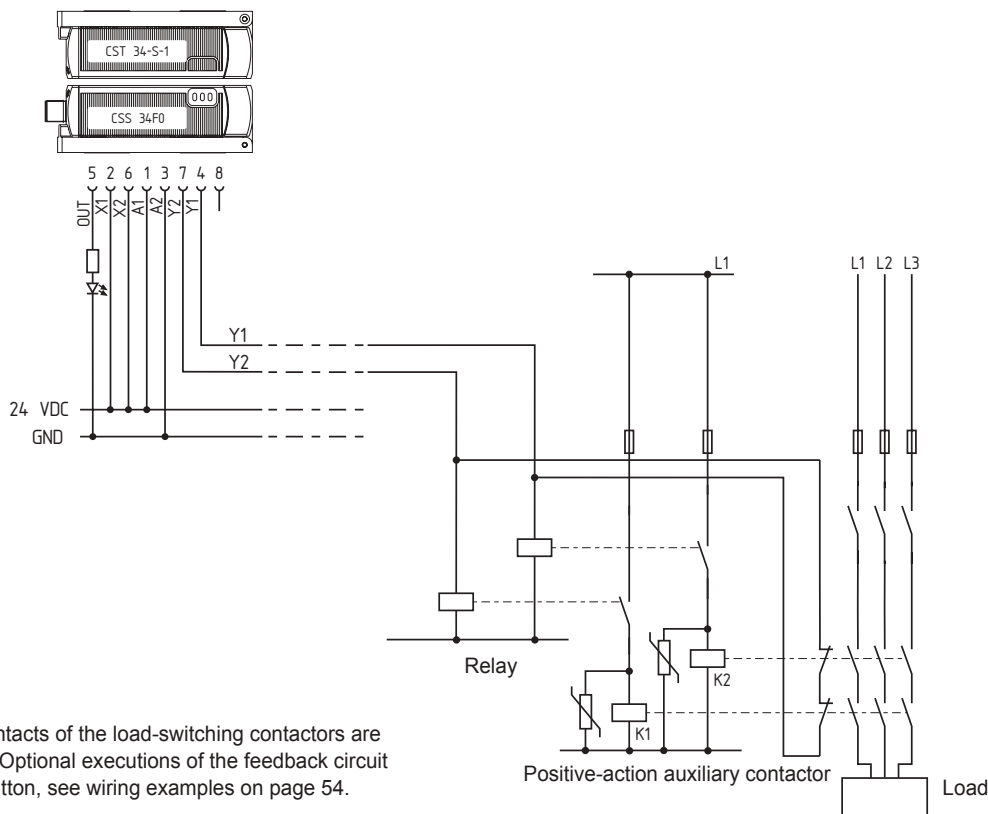 CST 34-S-1
CSS 34F0
5 2 6 1 3 7 4 8
OUT X1 X2 A1 A2 Y2 Y1
L1
L1 L2 L3
Y1
Y2
24 VDC
GND
Relay
K2
K1
ntacts of the load-switching contactors are
Optional executions of the feedback circuit
tton, see wiring examples on page 54.
Positive-action auxiliary contactor
Load